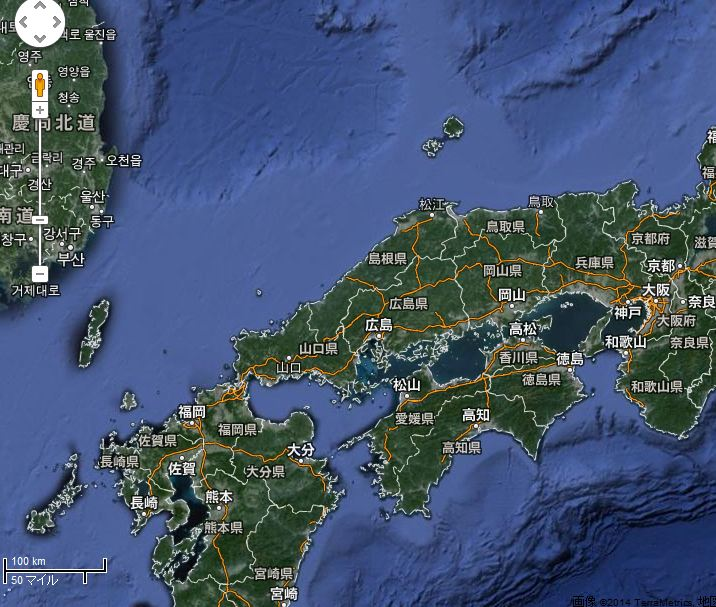 울진읍
영주
영양읍
청송
慶尚北道
금락리
경주
오천읍
대구
경산
南道
울산
동구
창구
강서구
부산
거제대로
松江
鳥取
鳥取県
島根県
岡山県
兵庫県
京都府
滋賀
京都
広島県
岡山
大阪
神戸
奈良
大阪府
広島
高松
和歌山
奈良県
山口県
山口
香川県
徳島
徳島県
和歌山県
松山
愛媛県
高知
高知県
福岡
福岡県
佐賀県
大分
長崎県
佐賀
大分県
長崎
熊本
熊本県
宮崎県
宮崎
100 km
50 マイル
画像 ©2014 TerraMetrics, 地図